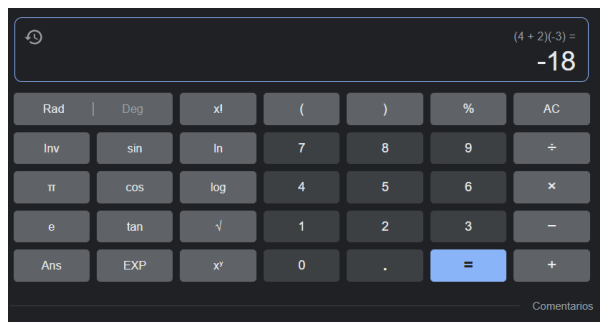 (4 + 2)(-3) =
-18
Rad | Deg x! ( ) % AC
Inv sin ln 7 8 9 ÷
π cos log 4 5 6 ×
e tan √ 1 2 3 −
Ans EXP xʸ 0 . = +
Comentarios